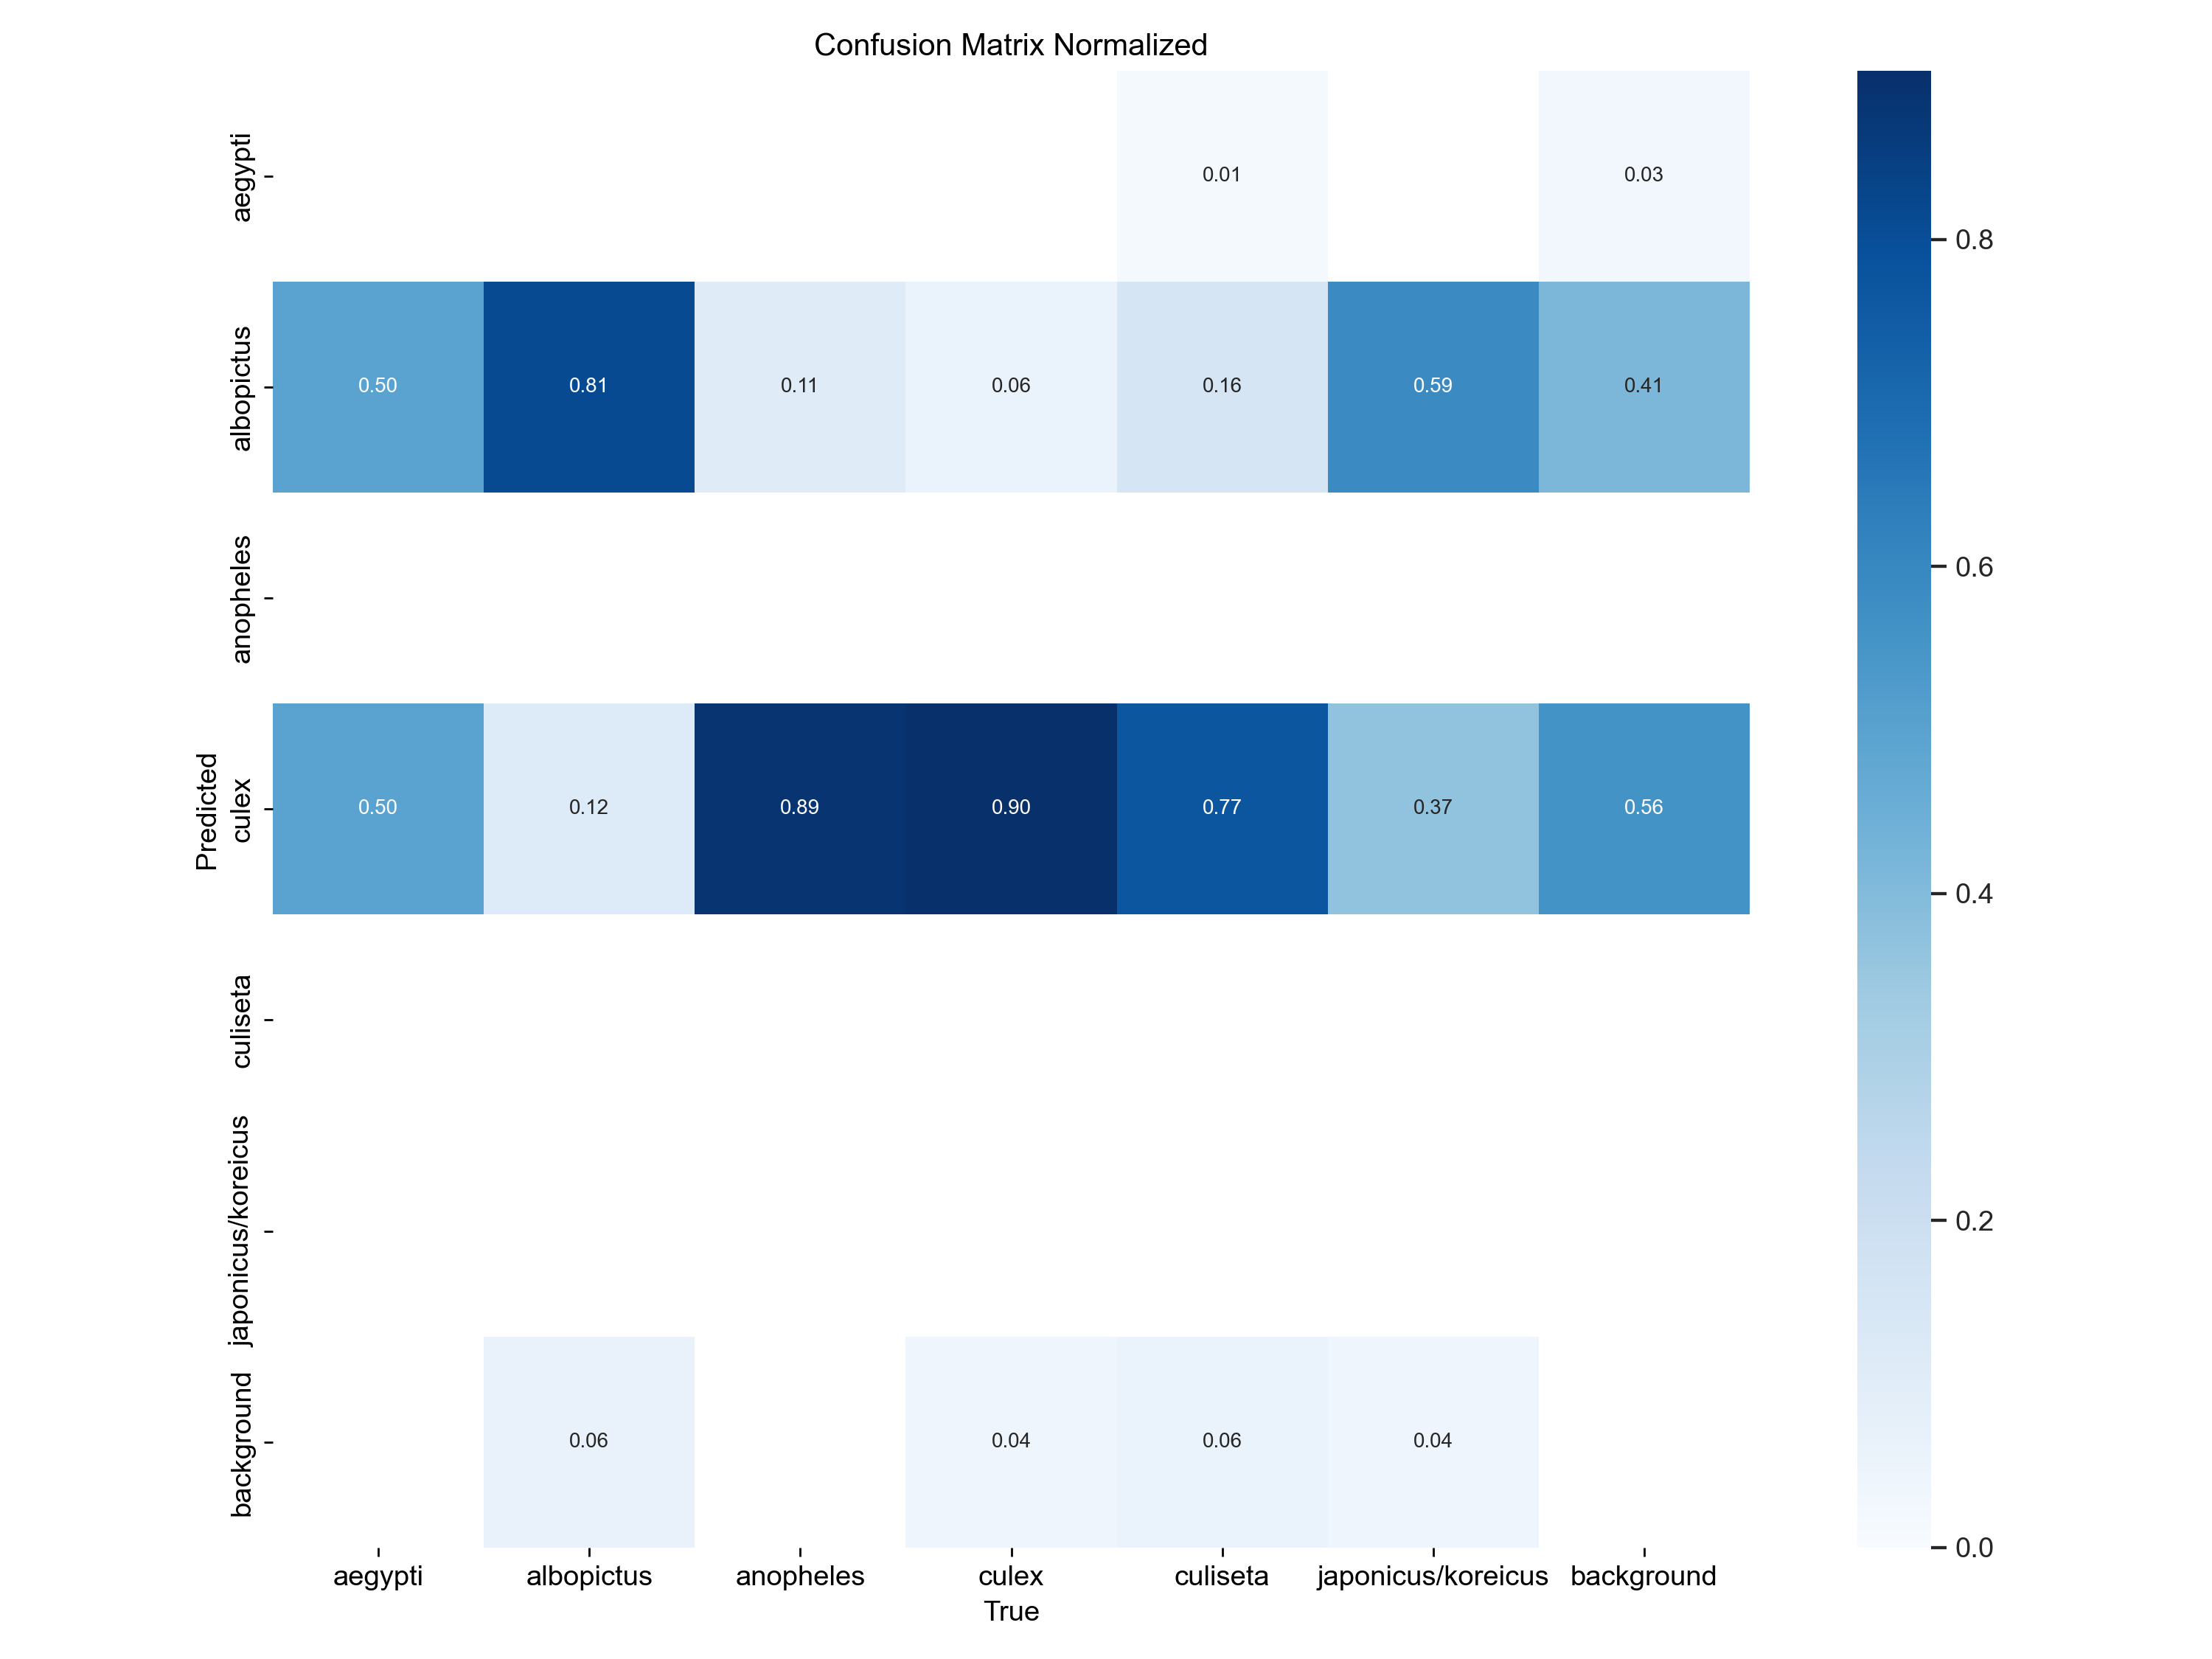 Confusion Matrix Normalized
aegypti
0.01
0.03
albopictus
0.50
0.81
0.11
0.06
0.16
0.59
0.41
anopheles
Predicted
culex
0.50
0.12
0.89
0.90
0.77
0.37
0.56
culiseta
japonicus/koreicus
background
0.06
0.04
0.06
0.04
aegypti
albopictus
anopheles
culex
culiseta
japonicus/koreicus
background
True
0.8
0.6
0.4
0.2
0.0